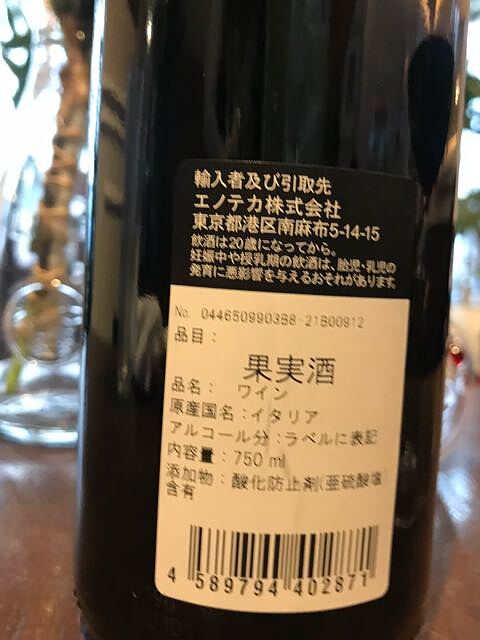 輸入者及び引取先
エノテカ株式会社
東京都港区南麻布5-14-15
飲酒は20歳になってから。
妊娠中や授乳期の飲酒は、胎児・乳児の
発育に悪影響を与えるおそれがあります。
No. 0446509903B8-21B00912
品目：
果実酒
品名： ワイン
原産国名：イタリア
アルコール分：ラベルに表記
内容量：750 ml
添加物：酸化防止剤(亜硫酸塩)
含有
4 589794 402871